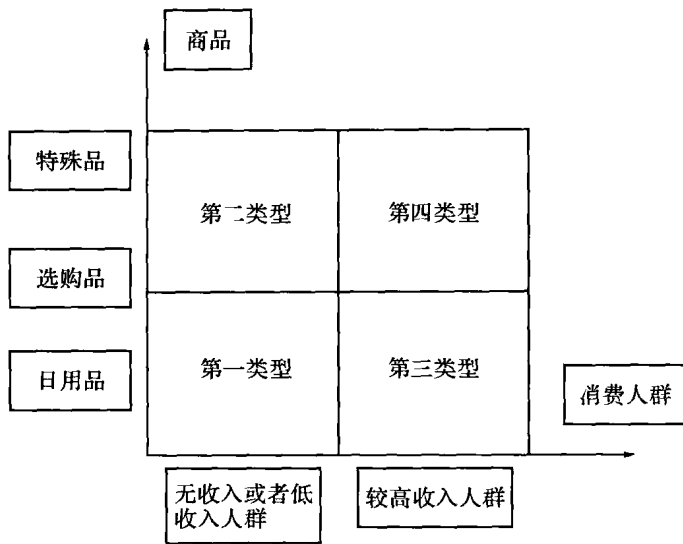 商品
特殊品
第二类型
第四类型
选购品
日用品
第一类型
第三类型
消费人群
无收入或者低
收入人群
较高收入人群